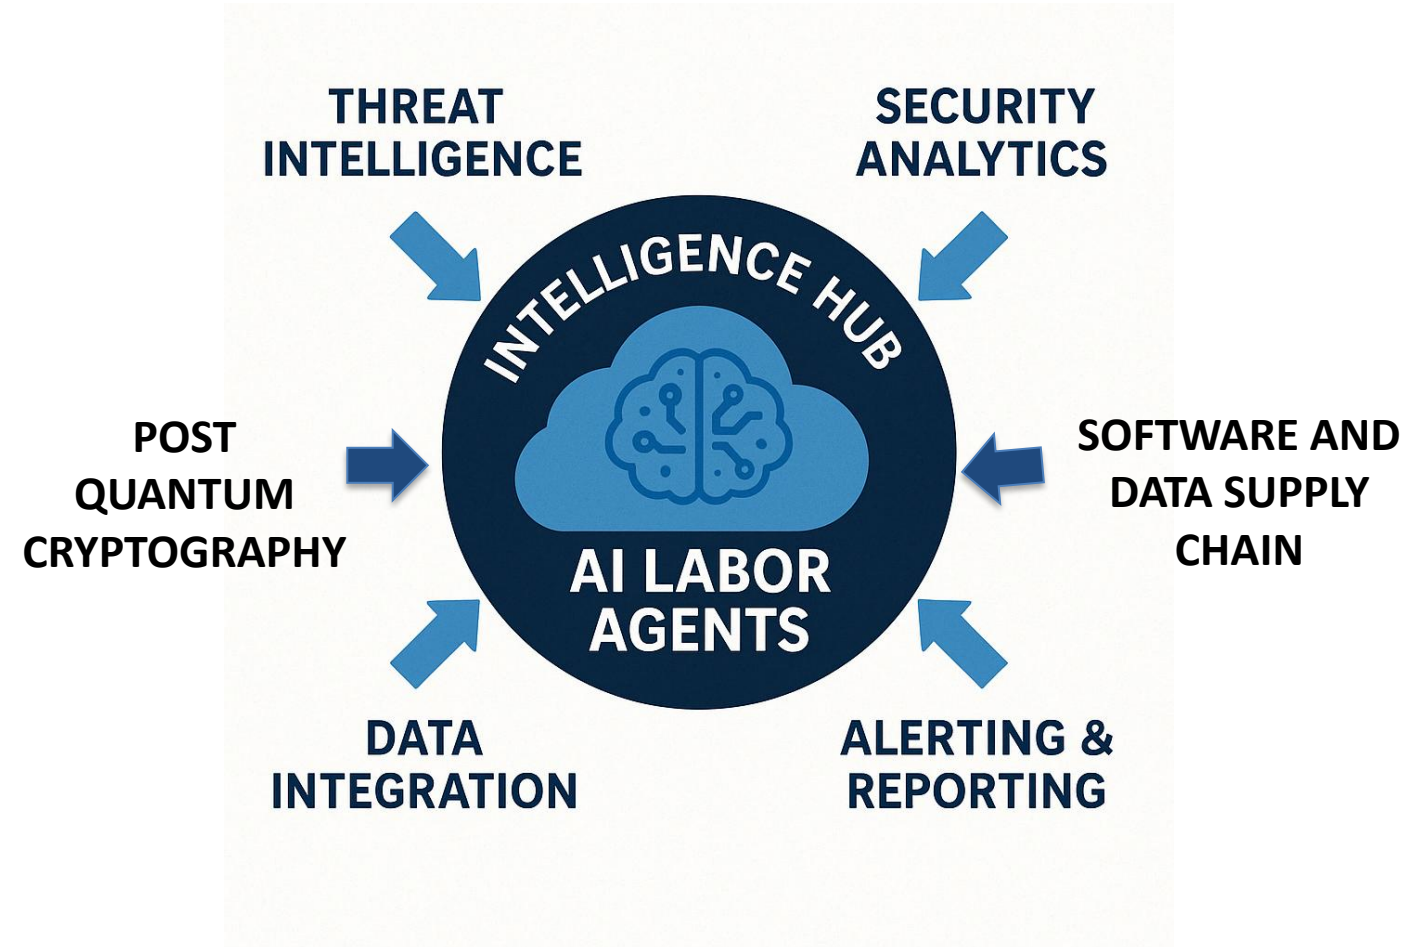 THREAT
INTELLIGENCE
SECURITY
ANALYTICS
INTELLIGENCE HUB
POST
QUANTUM
CRYPTOGRAPHY
SOFTWARE AND
DATA SUPPLY
CHAIN
AI LABOR
AGENTS
DATA
INTEGRATION
ALERTING &
REPORTING